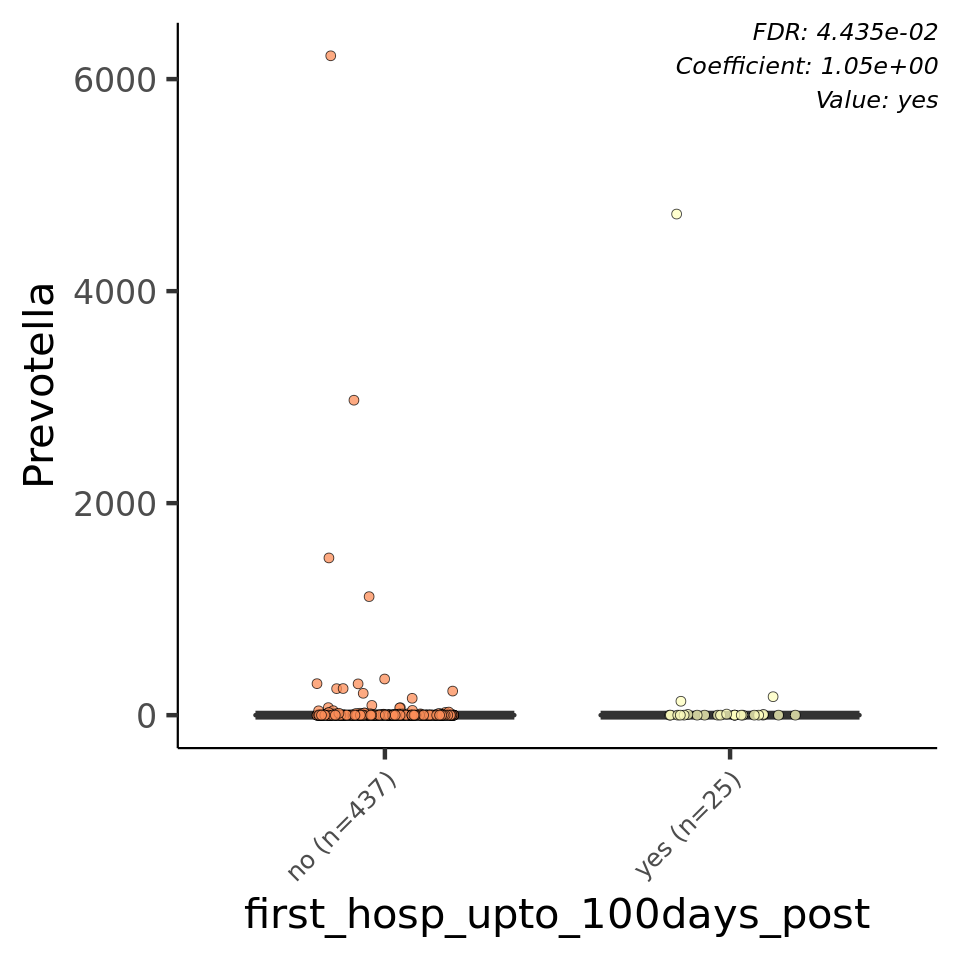 FDR: 4.435e-02
Coefficient: 1.05e+00
Value: yes
Prevotella
6000
4000
2000
0
no (n=437)
yes (n=25)
first_hosp_upto_100days_post